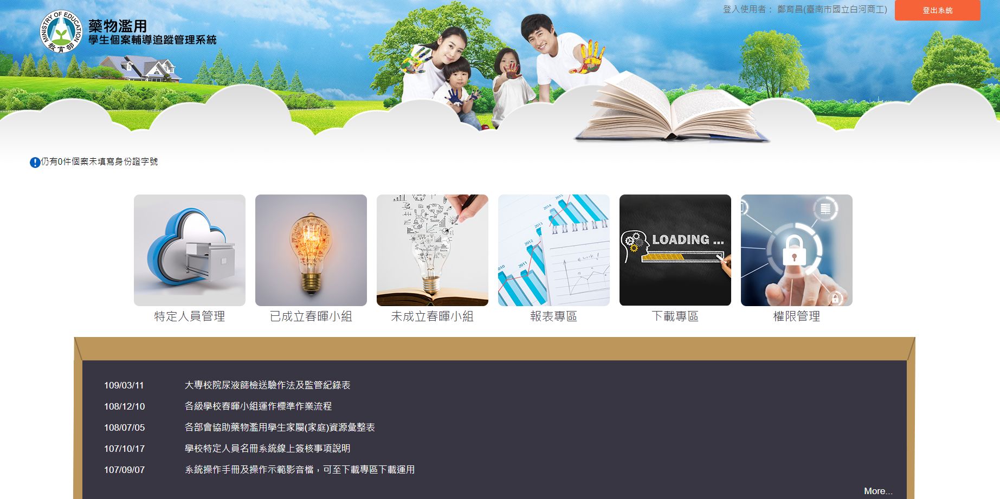 登入使用者： 鄭育昌(臺南市國立白河商工)
登出系統
MINISTRY OF EDUCATION
教育部
藥物濫用
學生個案輔導追蹤管理系統
仍有0件個案未填寫身份證字號
2010
2011
2012
2013
2014
2015
LOADING ...
特定人員管理
已成立春暉小組
未成立春暉小組
報表專區
下載專區
權限管理
109/03/11 大專校院尿液篩檢送驗作法及監管紀錄表
108/12/10 各級學校春暉小組運作標準作業流程
108/07/05 各部會協助藥物濫用學生家屬(家庭)資源彙整表
107/10/17 學校特定人員名冊系統線上簽核事項說明
107/09/07 系統操作手冊及操作示範影音檔，可至下載專區下載運用
More...